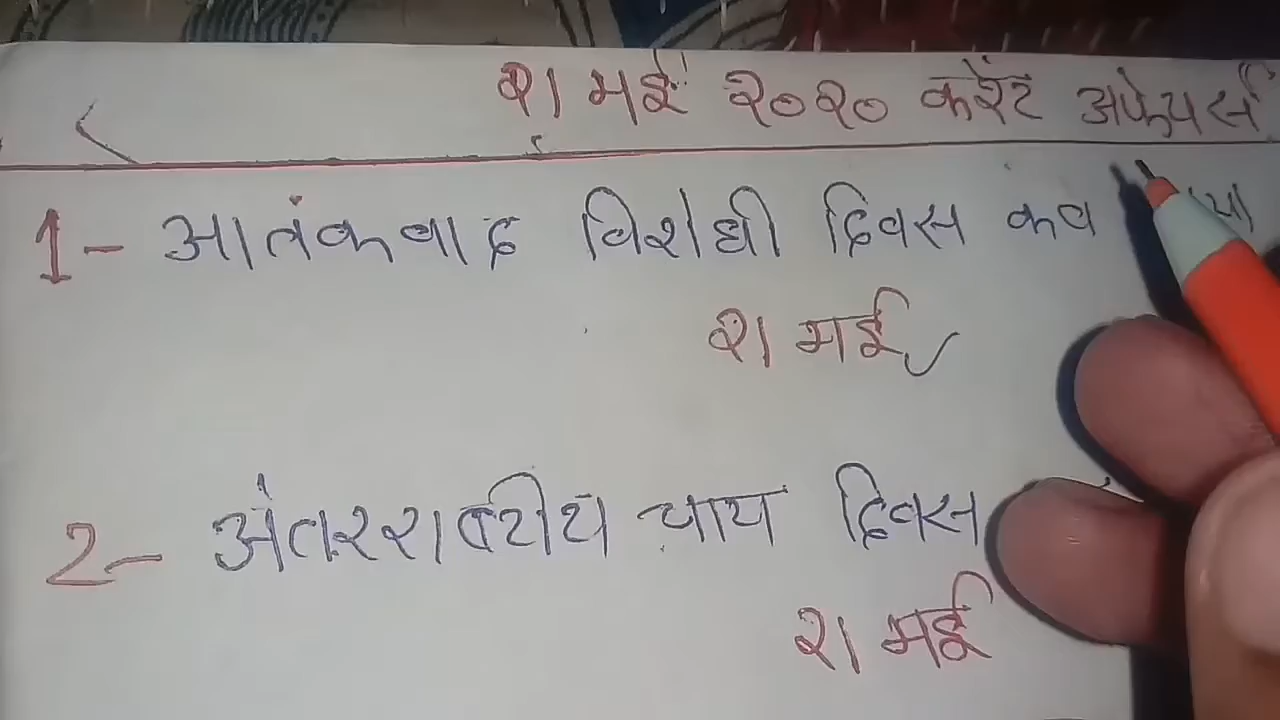 २१ मई २०२० करेंट अफेयर्स
1- आतंकवाद विरोधी दिवस कब
२१ मई
2- अंतरराष्ट्रीय चाय दिवस
२१ मई